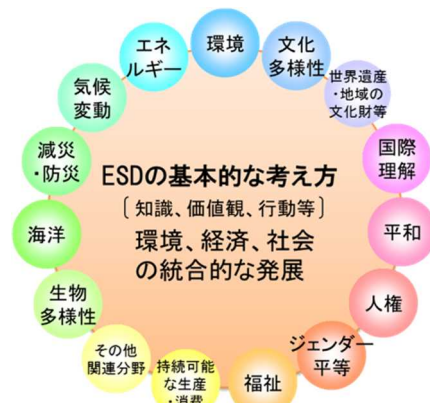 環境
文化
多様性
世界遺産
・地域の
文化財等
国際
理解
平和
人権
ジェンダー
平等
福祉
持続可能
な生産
・消費
その他
関連分野
生物
多様性
海洋
減災
・防災
気候
変動
エネ
ルギー
ESDの基本的な考え方
[知識、価値観、行動等]
環境、経済、社会
の統合的な発展